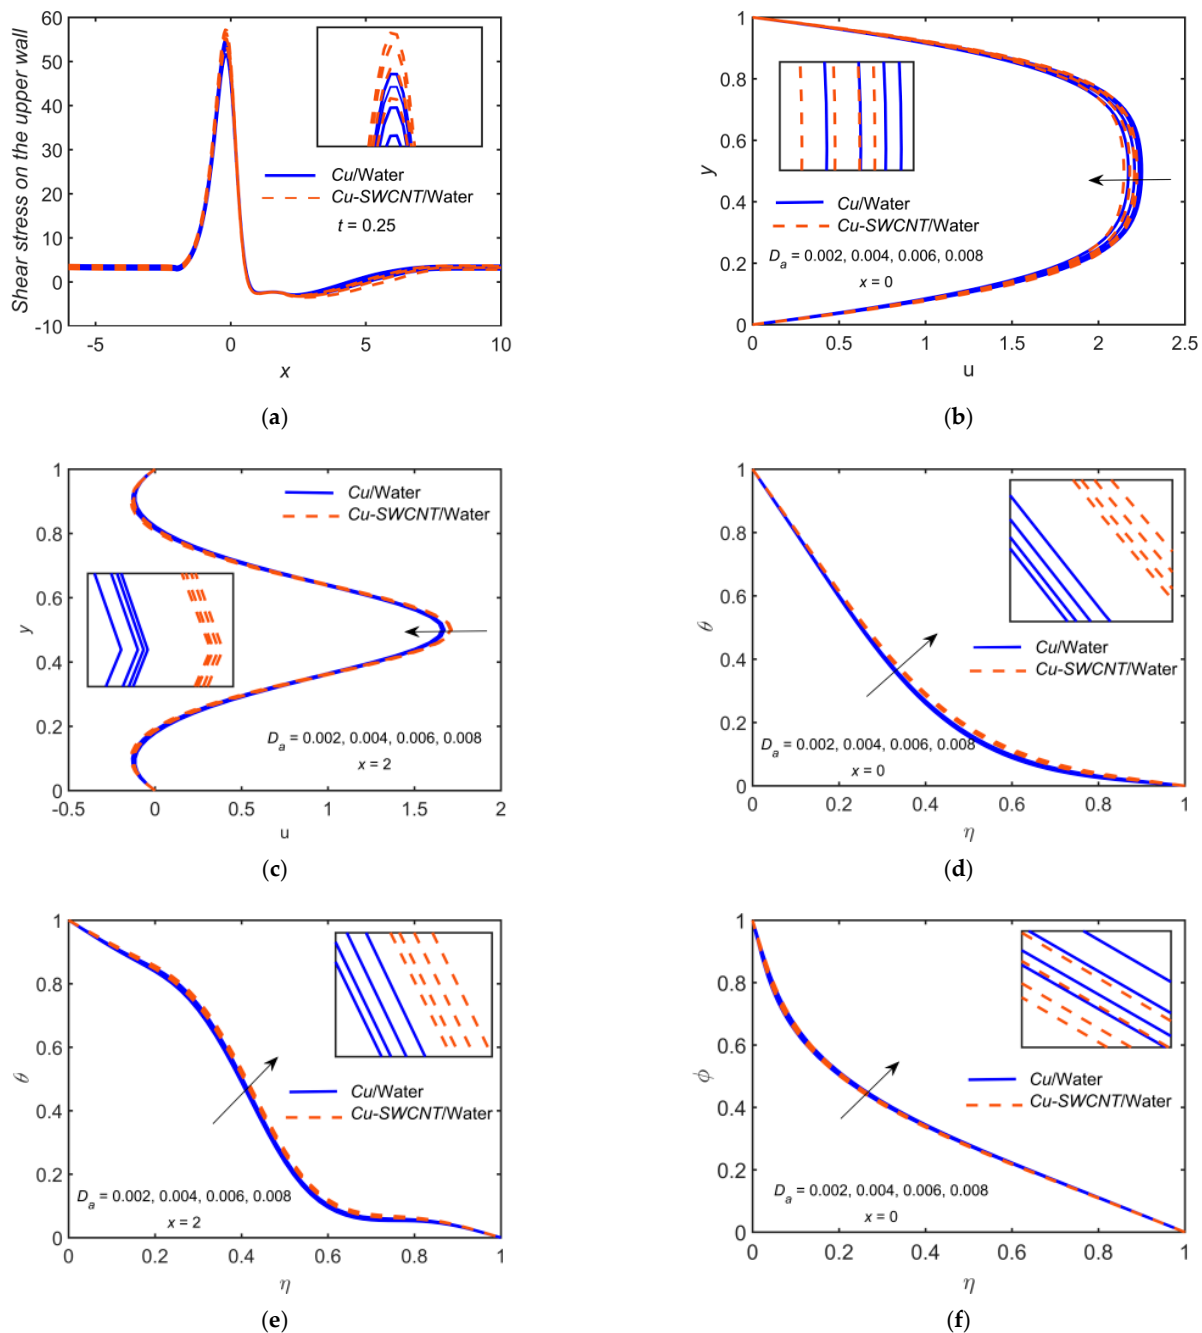 Shear stress on the upper wall
60
50
40
30
20
10
0
-10
-5
0
5
10
x
Cu/Water
Cu-SWCNT/Water
t = 0.25
(a)
y
1
0.8
0.6
0.4
0.2
0
0
0.5
1
1.5
2
2.5
u
Cu/Water
Cu-SWCNT/Water
D_a = 0.002, 0.004, 0.006, 0.008
x = 0
(b)
y
1
0.8
0.6
0.4
0.2
0
-0.5
0
0.5
1
1.5
2
u
Cu/Water
Cu-SWCNT/Water
D_a = 0.002, 0.004, 0.006, 0.008
x = 2
(c)
θ
1
0.8
0.6
0.4
0.2
0
0
0.2
0.4
0.6
0.8
1
η
Cu/Water
Cu-SWCNT/Water
D_a = 0.002, 0.004, 0.006, 0.008
x = 0
(d)
θ
1
0.8
0.6
0.4
0.2
0
0
0.2
0.4
0.6
0.8
1
η
Cu/Water
Cu-SWCNT/Water
D_a = 0.002, 0.004, 0.006, 0.008
x = 2
(e)
ϕ
1
0.8
0.6
0.4
0.2
0
0
0.2
0.4
0.6
0.8
1
η
Cu/Water
Cu-SWCNT/Water
D_a = 0.002, 0.004, 0.006, 0.008
x = 0
(f)